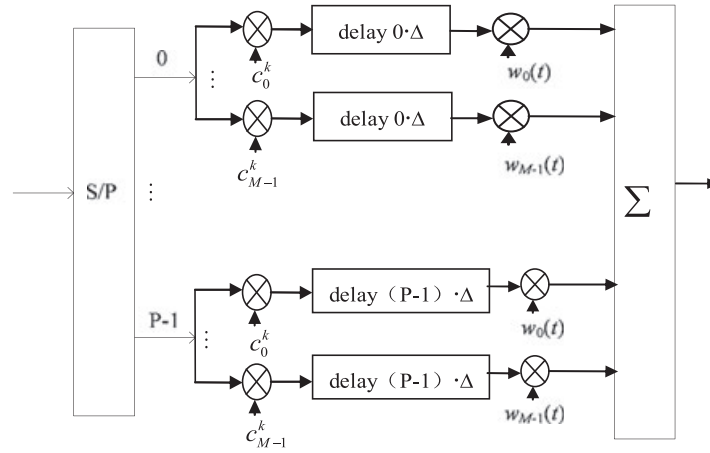 0
delay 0·Δ
c_0^k
w_0(t)
⋮
delay 0·Δ
c_{M-1}^k
w_{M-1}(t)
S/P
⋮
Σ
P-1
delay（P-1）·Δ
c_0^k
w_0(t)
⋮
delay（P-1）·Δ
c_{M-1}^k
w_{M-1}(t)